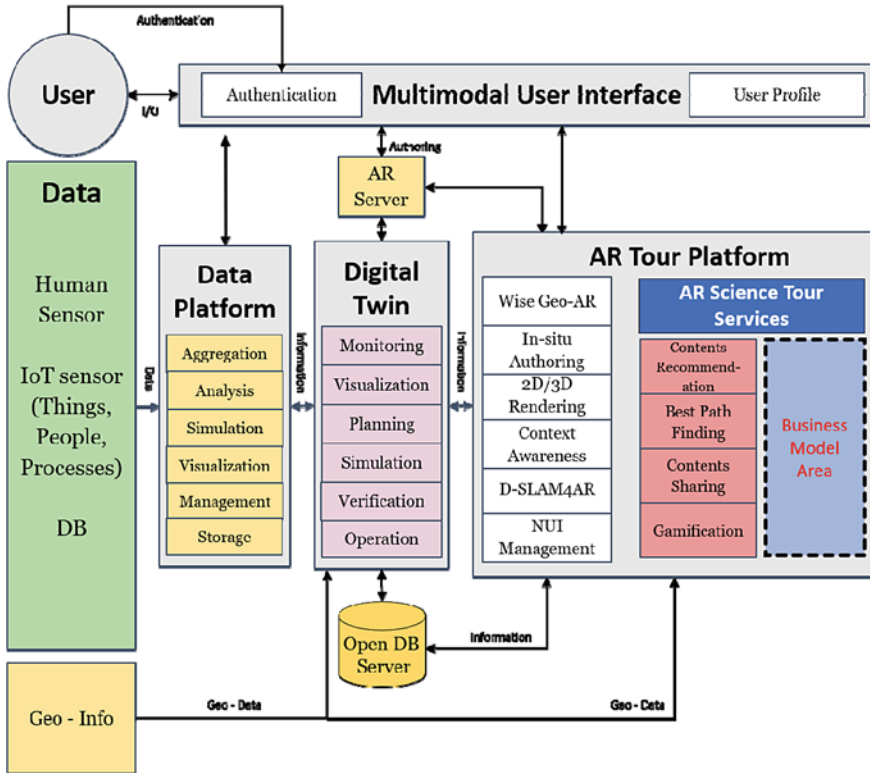 Authentication
User
I/O
Authentication
Multimodal User Interface
User Profile
Authoring
AR
Server
Data
Human
Sensor
IoT sensor
(Things,
People,
Processes)
DB
Data
Data
Platform
Aggregation
Analysis
Simulation
Visualization
Management
Storage
Information
Digital
Twin
Monitoring
Visualization
Planning
Simulation
Verification
Operation
Information
AR Tour Platform
Wise Geo-AR
In-situ
Authoring
2D/3D
Rendering
Context
Awareness
D-SLAM4AR
NUI
Management
AR Science Tour
Services
Contents
Recommend-
ation
Best Path
Finding
Contents
Sharing
Gamification
Business
Model
Area
Open DB
Server
Information
Geo - Info
Geo - Data
Geo - Data